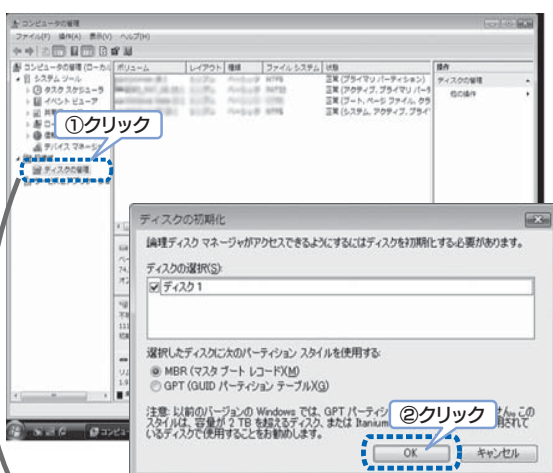 コンピュータの管理
ファイル(F) 操作(A) 表示(V) ヘルプ(H)
コンピュータの管理 (ローカル
システム ツール
タスク スケジューラ
イベント ビューア
デバイス マネージ
ディスクの管理
ボリューム レイアウト 種類 ファイル システム 状態
NTFS 正常 (プライマリ パーティション)
正常 (アクティブ, プライマリ パーテ
正常 (ブート, ページ ファイル, クラ
NTFS 正常 (システム, アクティブ, プライ
操作
ディスクの管理
他の操作
①クリック
ディスクの初期化
論理ディスク マネージャがアクセスできるようにするにはディスクを初期化する必要があります。
ディスクの選択(S):
ディスク 1
選択したディスクに次のパーティション スタイルを使用する:
MBR (マスタ ブート レコード)(M)
GPT (GUID パーティション テーブル)(G)
注意: 以前のバージョンの Windows では、GPT パーティシ
せん。この
スタイルは、容量が 2 TB を超えるディスク、または Itanium
用されて
いるディスクで使用することをお勧めします。
②クリック
OK
キャンセル